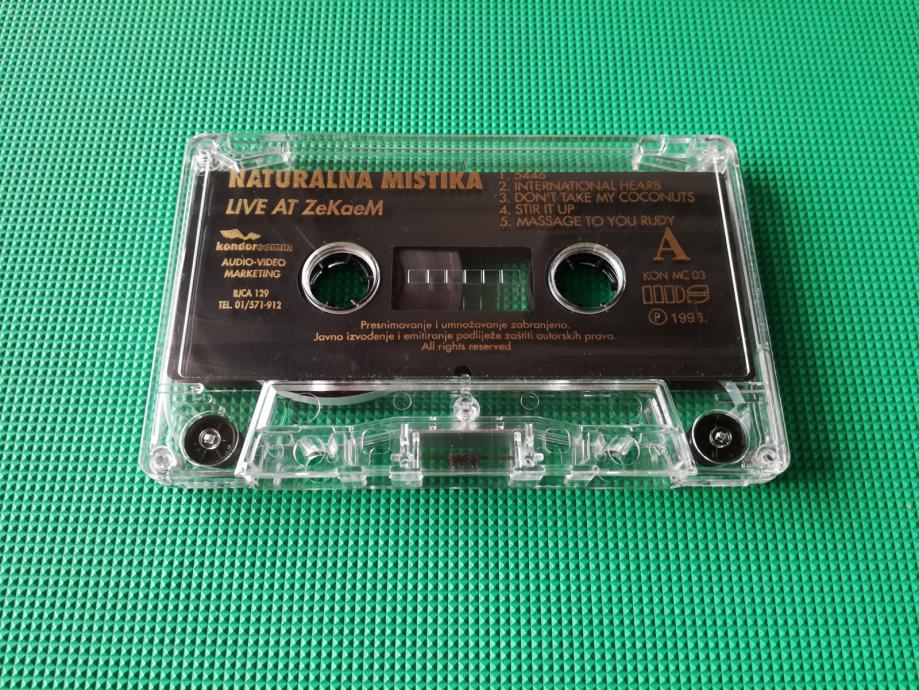 NATURALNA MISTIKA
LIVE AT ZeKaeM
kondorcomm
AUDIO-VIDEO
MARKETING
ILICA 129
TEL. 01/571-912
1. 5446
2. INTERNATIONAL HEARB
3. DON'T TAKE MY COCONUTS
4. STIR IT UP
5. MASSAGE TO YOU RUDY
A
KON MC 03
Ⓟ
Presnimavanje i umnožavanje zabranjeno.
Javno izvođenje i emitiranje podliježe zaštiti autorskih prava.
All rights reserved